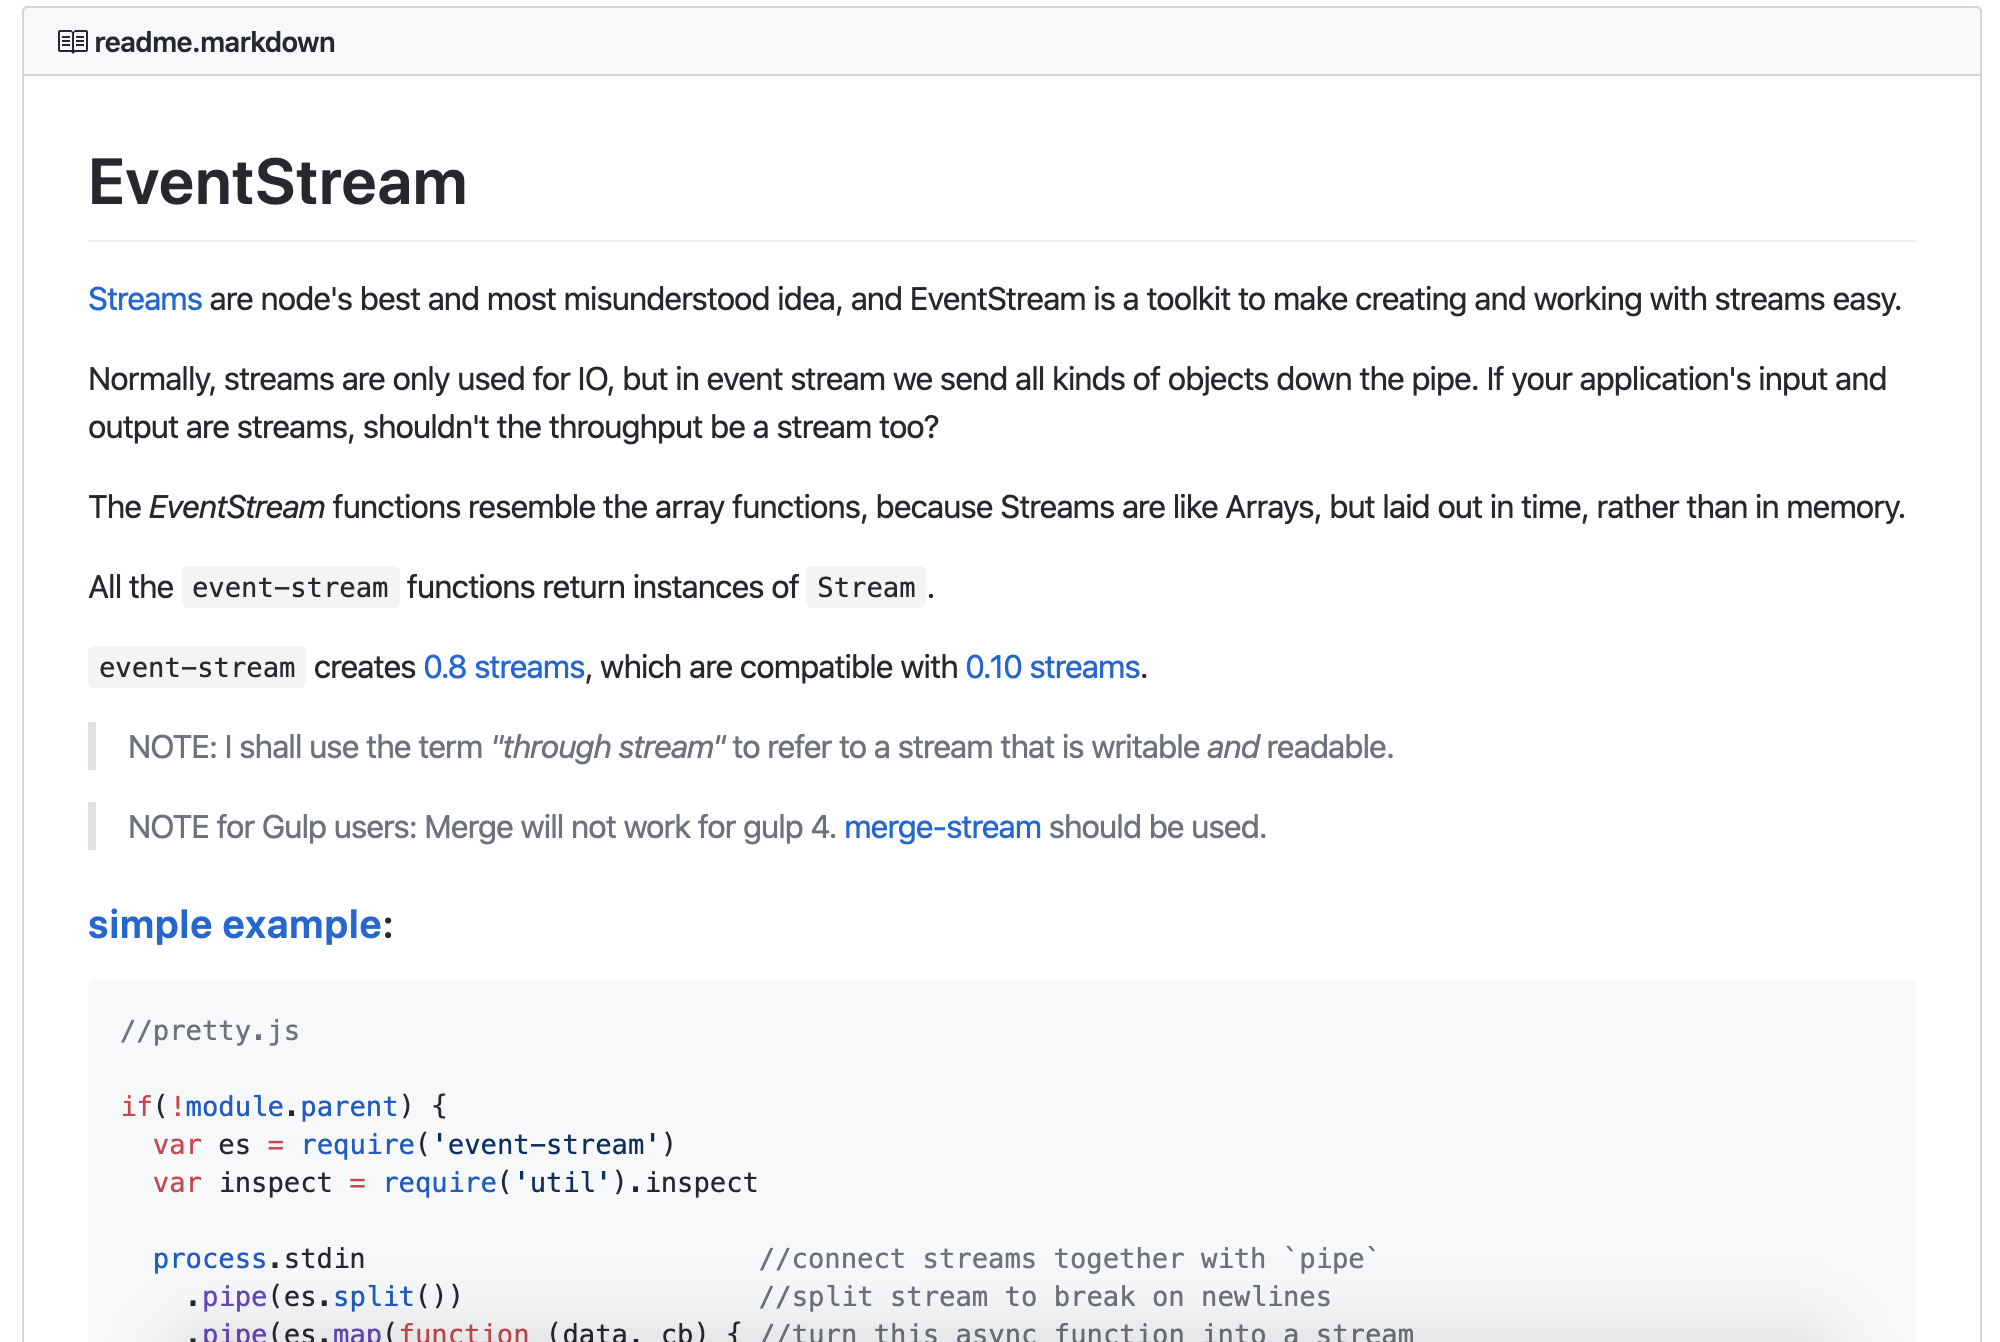 readme.markdown
EventStream
Streams are node's best and most misunderstood idea, and EventStream is a toolkit to make creating and working with streams easy.
Normally, streams are only used for IO, but in event stream we send all kinds of objects down the pipe. If your application's input and
output are streams, shouldn't the throughput be a stream too?
The EventStream functions resemble the array functions, because Streams are like Arrays, but laid out in time, rather than in memory.
All the event-stream functions return instances of Stream.
event-stream creates 0.8 streams, which are compatible with 0.10 streams.
NOTE: I shall use the term "through stream" to refer to a stream that is writable and readable.
NOTE for Gulp users: Merge will not work for gulp 4. merge-stream should be used.
simple example:
//pretty.js
if(!module.parent) {
  var es = require('event-stream')
  var inspect = require('util').inspect
  process.stdin                        //connect streams together with `pipe`
    .pipe(es.split())                  //split stream to break on newlines
    .pipe(es.map(function (data, cb) { //turn this async function into a stream